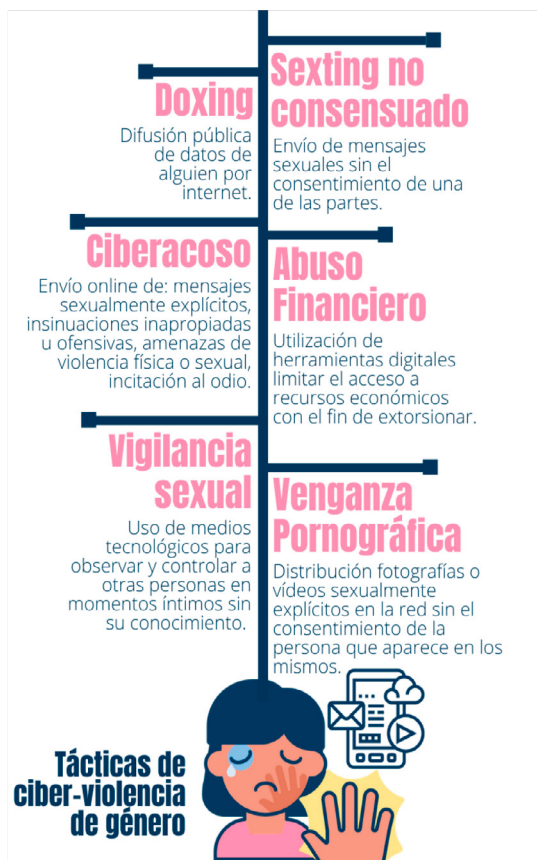 Doxing
Difusión pública
de datos de
alguien por
internet.
Sexting no
consensuado
Envío de mensajes
sexuales sin el
consentimiento de una
de las partes.
Ciberacoso
Envío online de: mensajes
sexualmente explícitos,
insinuaciones inapropiadas
u ofensivas, amenazas de
violencia física o sexual,
incitación al odio.
Abuso
Financiero
Utilización de
herramientas digitales
limitar el acceso a
recursos económicos
con el fin de extorsionar.
Vigilancia
sexual
Uso de medios
tecnológicos para
observar y controlar a
otras personas en
momentos íntimos sin
su conocimiento.
Venganza
Pornográfica
Distribución fotografías o
vídeos sexualmente
explícitos en la red sin el
consentimiento de la
persona que aparece en los
mismos.
Tácticas de
ciber-violencia
de género